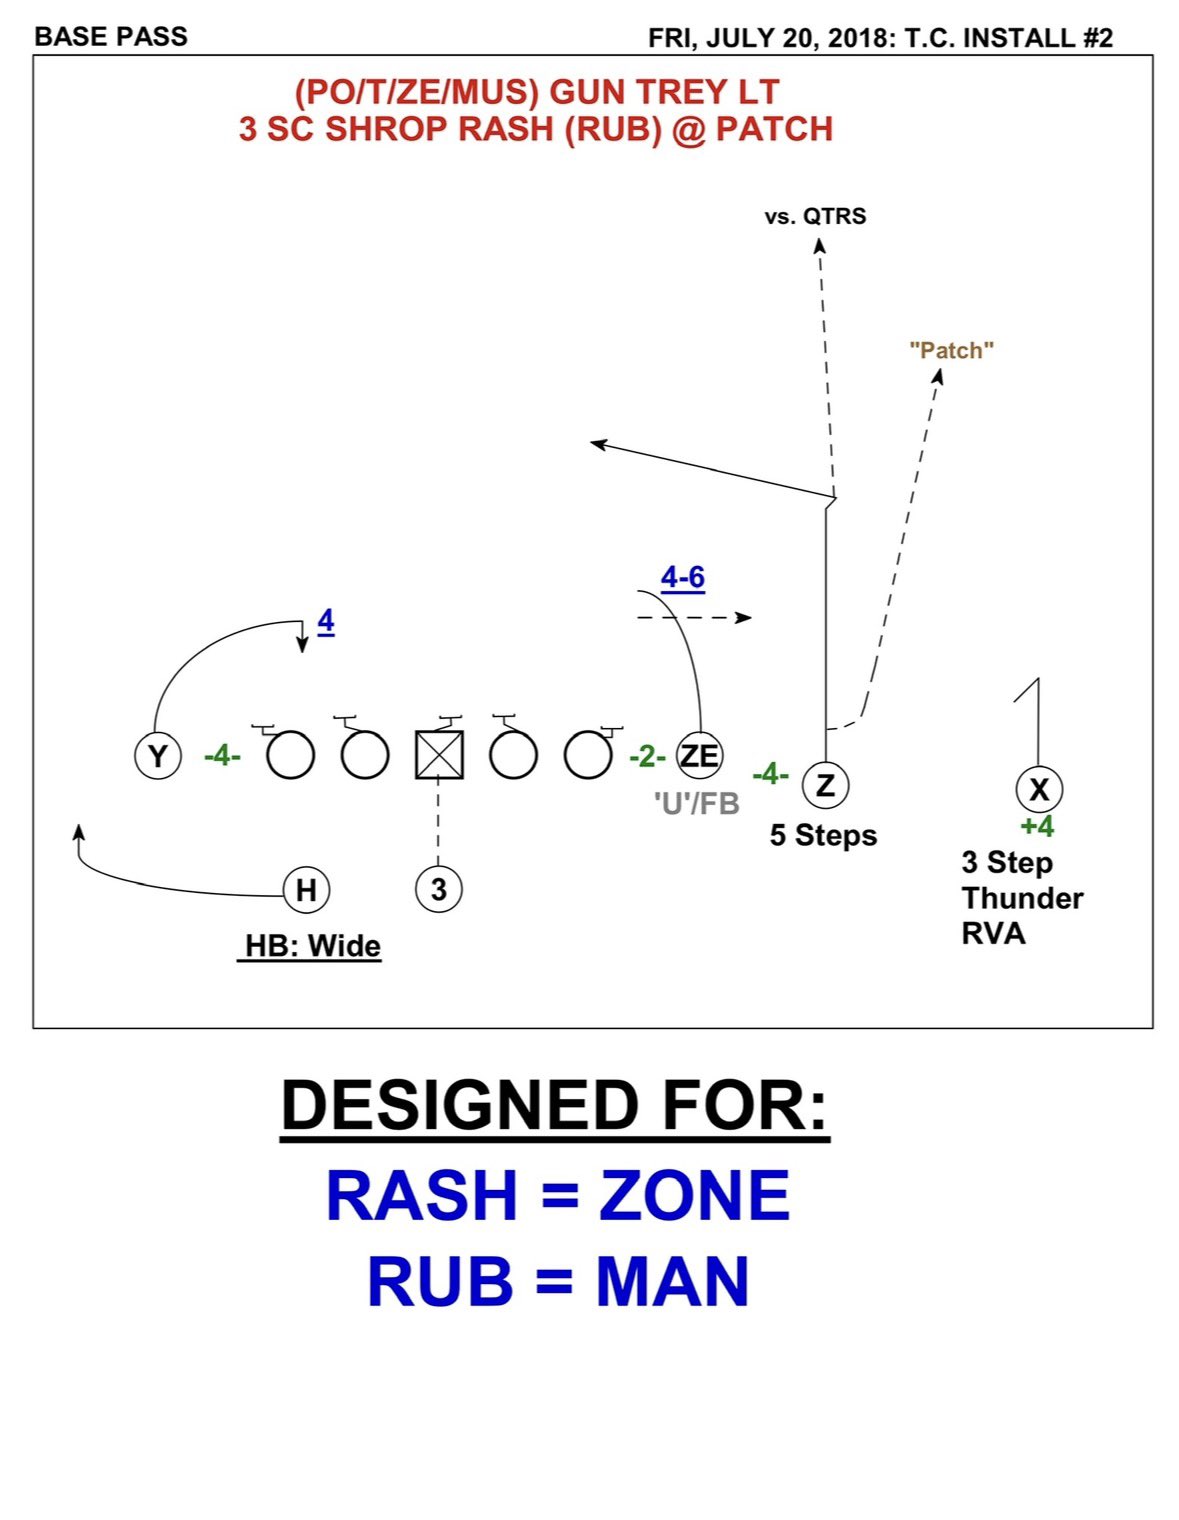 BASE PASS
FRI, JULY 20, 2018: T.C. INSTALL #2
(PO/T/ZE/MUS) GUN TREY LT
3 SC SHROP RASH (RUB) @ PATCH
vs. QTRS
"Patch"
4-6
4
Y -4- -2- ZE -4- Z X
'U'/FB
+4
5 Steps
3 Step
Thunder
RVA
H 3
HB: Wide
DESIGNED FOR:
RASH = ZONE
RUB = MAN